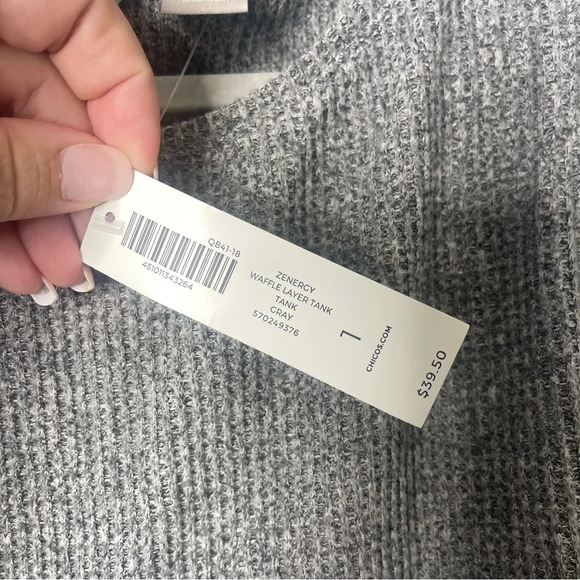 QB41-18
451011343264
ZENERGY
WAFFLE LAYER TANK
TANK
GRAY
570249376
1
CHICOS.COM
$39.50